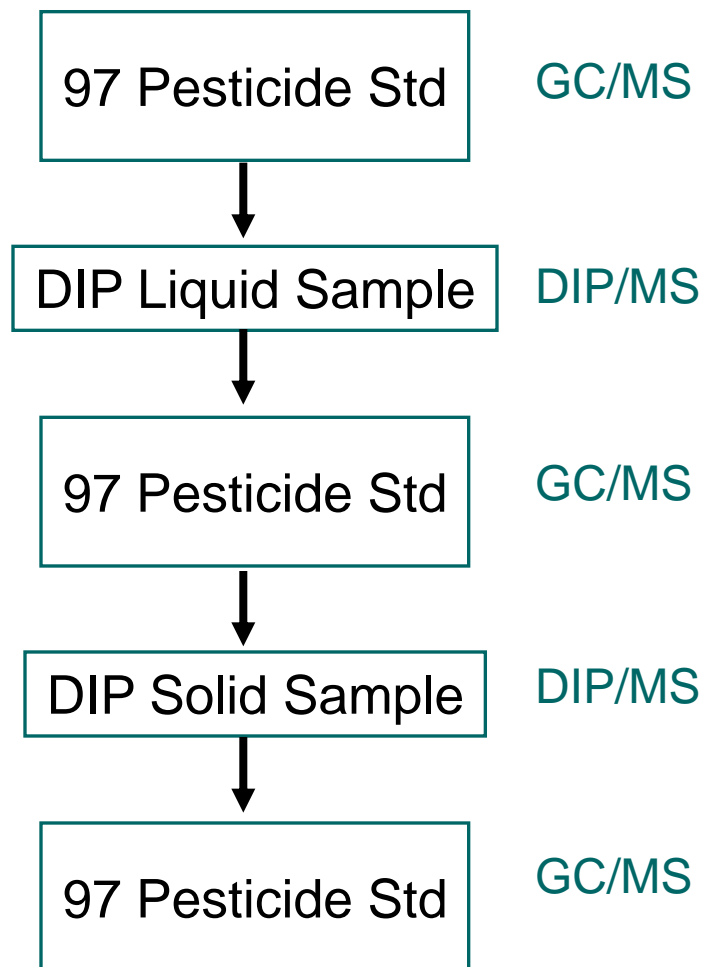 97 Pesticide Std
GC/MS
DIP Liquid Sample
DIP/MS
97 Pesticide Std
GC/MS
DIP Solid Sample
DIP/MS
97 Pesticide Std
GC/MS